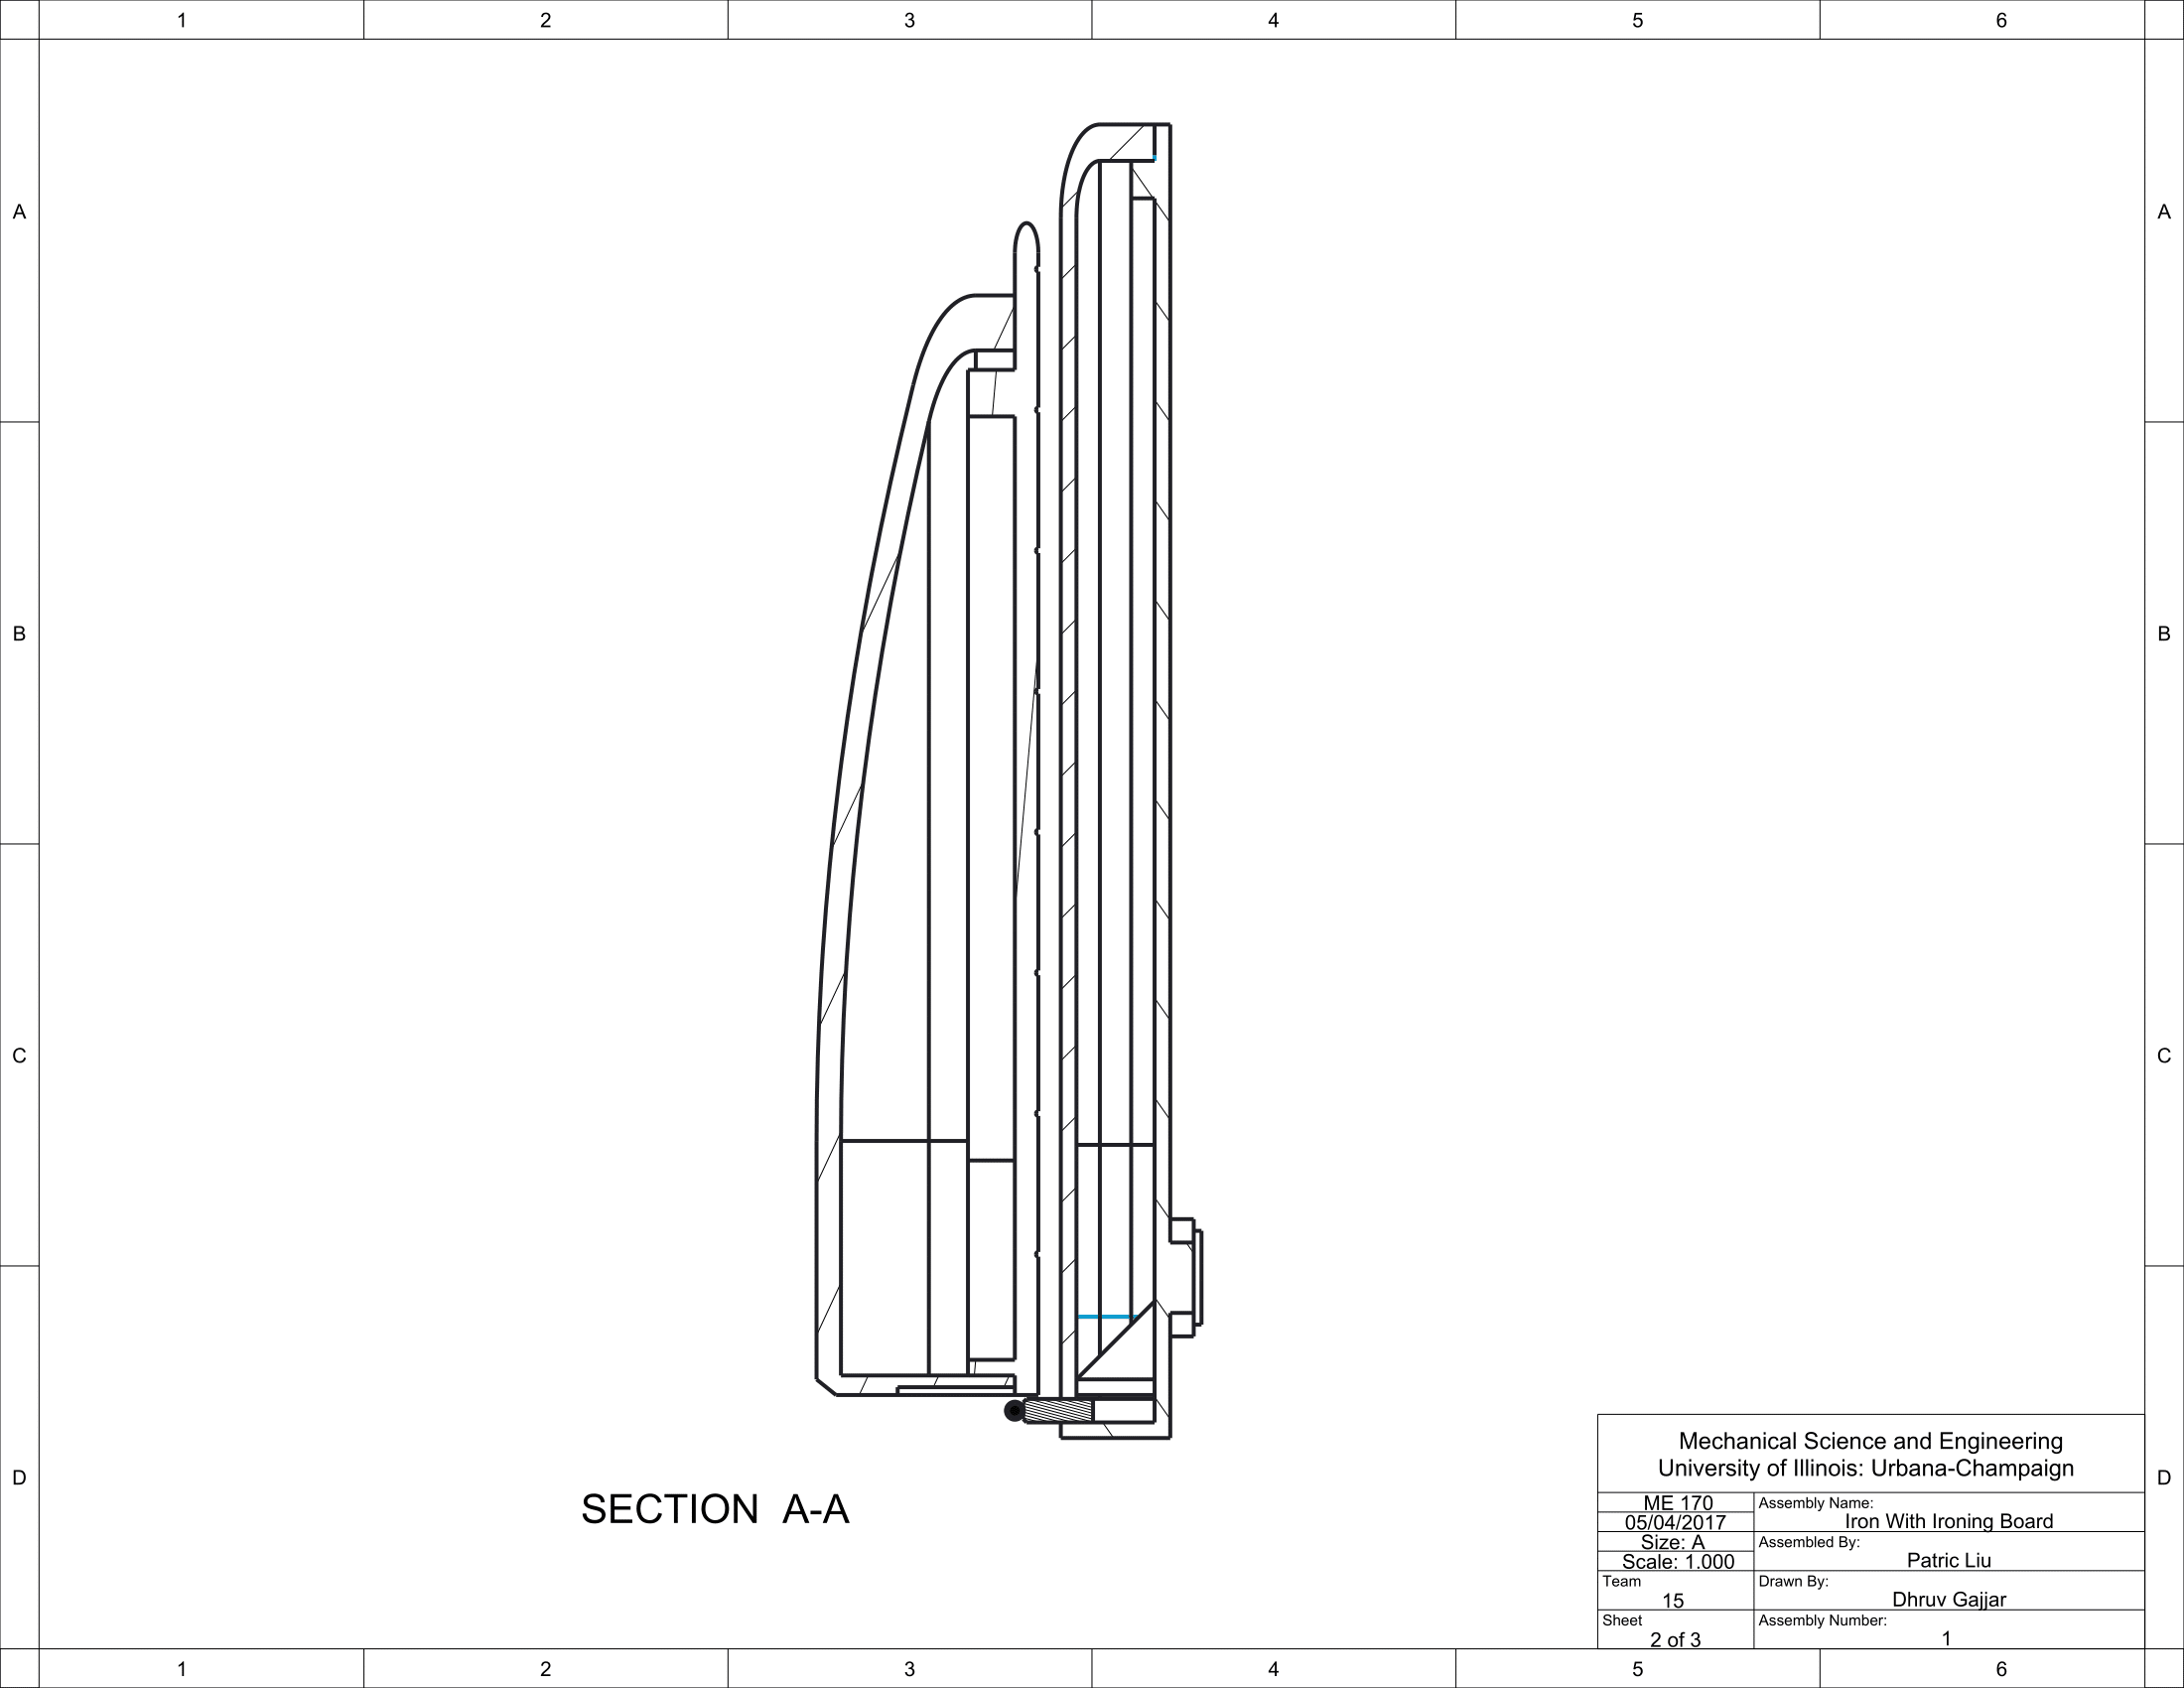 1 2 3 4 5 6
A A
B B
C C
D D
SECTION A-A
Mechanical Science and Engineering
University of Illinois: Urbana-Champaign
ME 170
05/04/2017
Size: A
Scale: 1.000
Team
15
Sheet
2 of 3
Assembly Name:
Iron With Ironing Board
Assembled By:
Patric Liu
Drawn By:
Dhruv Gajjar
Assembly Number:
1
1 2 3 4 5 6